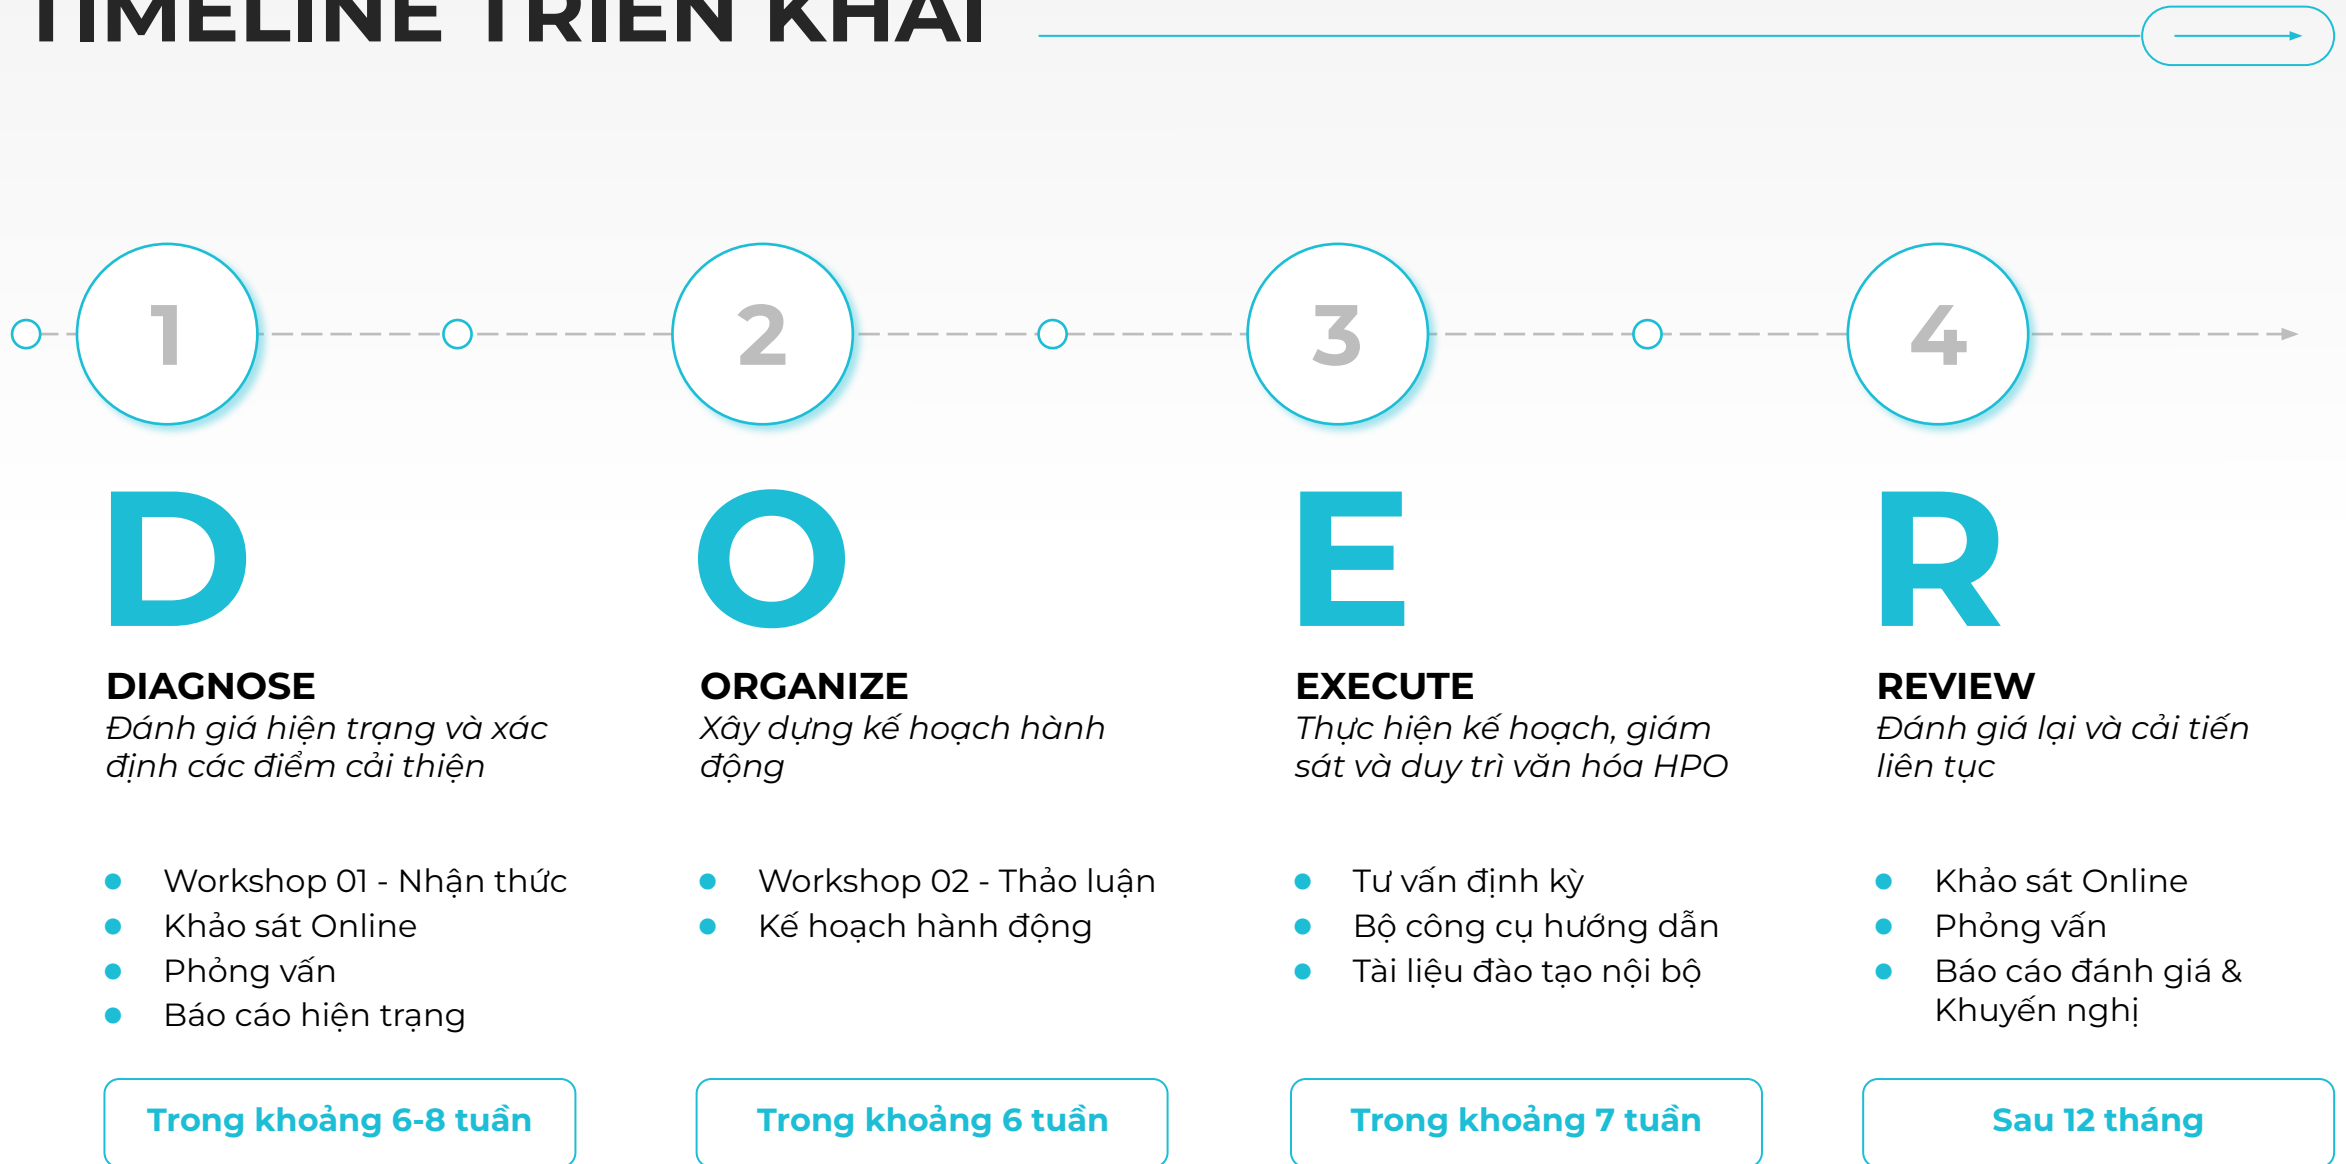 TIMELINE TRIỂN KHAI
1
2
3
4
D
O
E
R
DIAGNOSE
Đánh giá hiện trạng và xác
định các điểm cải thiện
Workshop 01 - Nhận thức
Khảo sát Online
Phỏng vấn
Báo cáo hiện trạng
Trong khoảng 6-8 tuần
ORGANIZE
Xây dựng kế hoạch hành
động
Workshop 02 - Thảo luận
Kế hoạch hành động
Trong khoảng 6 tuần
EXECUTE
Thực hiện kế hoạch, giám
sát và duy trì văn hóa HPO
Tư vấn định kỳ
Bộ công cụ hướng dẫn
Tài liệu đào tạo nội bộ
Trong khoảng 7 tuần
REVIEW
Đánh giá lại và cải tiến
liên tục
Khảo sát Online
Phỏng vấn
Báo cáo đánh giá &
Khuyến nghị
Sau 12 tháng